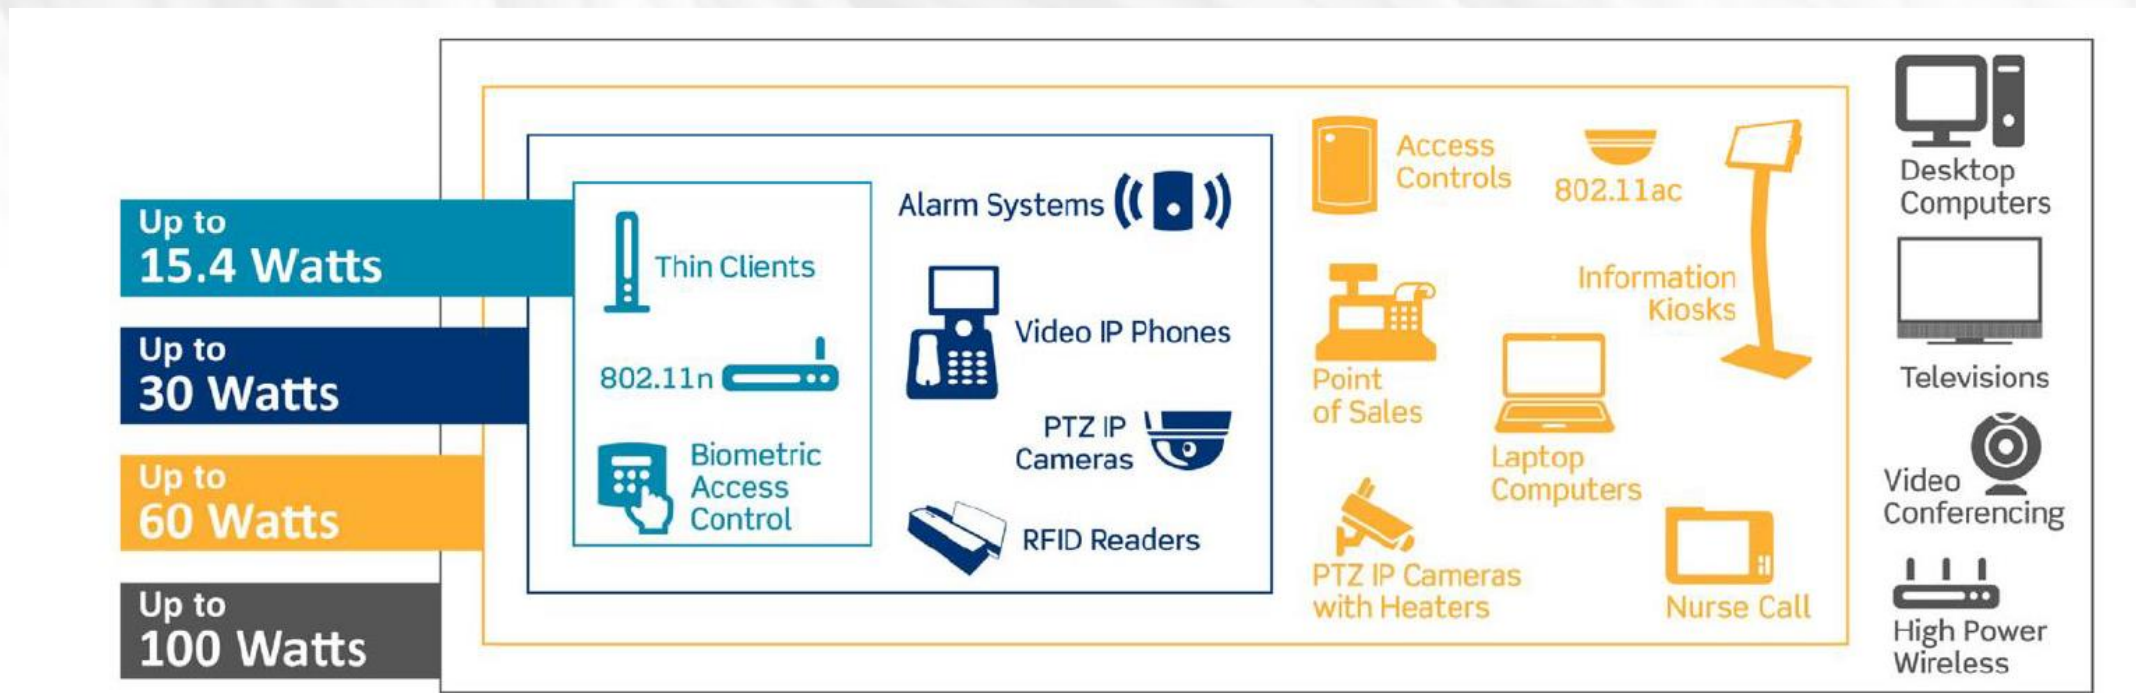 Up to
15.4 Watts
Up to
30 Watts
Up to
60 Watts
Up to
100 Watts
Thin Clients
802.11n
Biometric
Access
Control
Alarm Systems
Video IP Phones
PTZ IP
Cameras
RFID Readers
Access
Controls
802.11ac
Information
Kiosks
Point
of Sales
Laptop
Computers
PTZ IP Cameras
with Heaters
Nurse Call
Desktop
Computers
Televisions
Video
Conferencing
High Power
Wireless